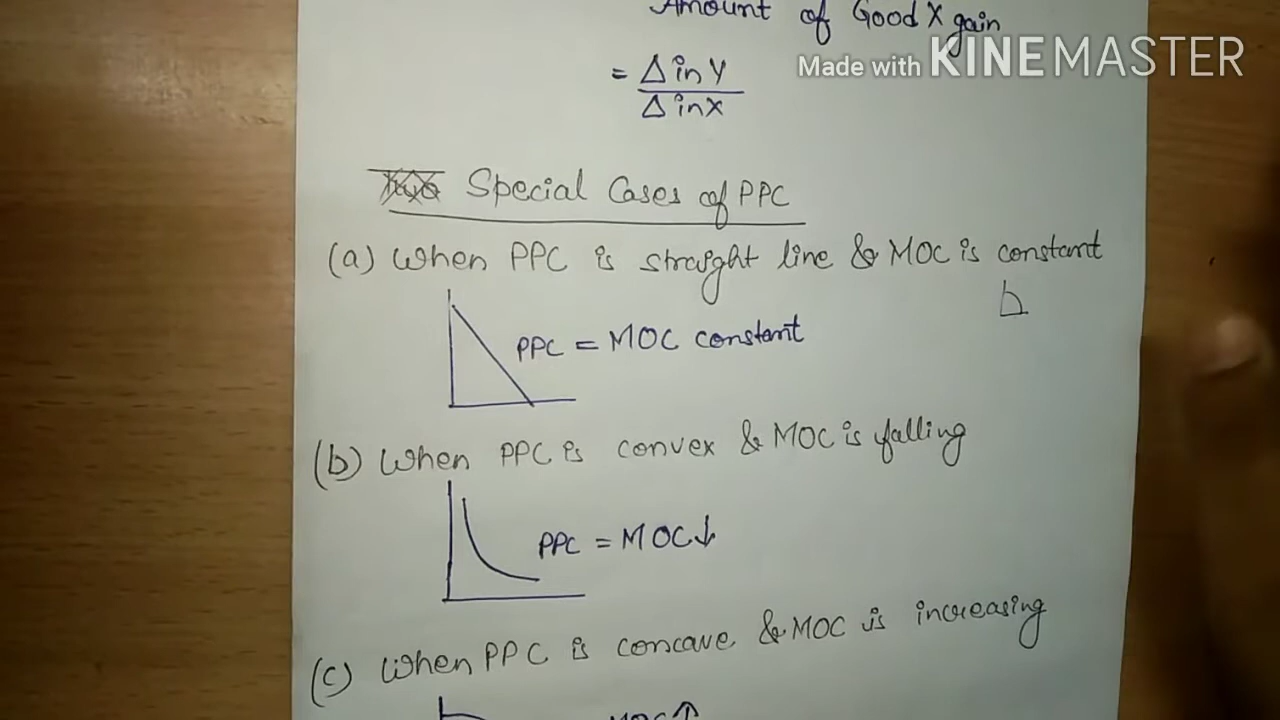 Amount of Good X gain
Made with KINEMASTER
= Δ in Y
Δ in X
Special Cases of PPC
(a) When PPC is straight line & MOC is constant
PPC = MOC constant
(b) When PPC is convex & MOC is falling
PPC = MOC↓
(c) When PPC is concave & MOC is increasing
MOC↑